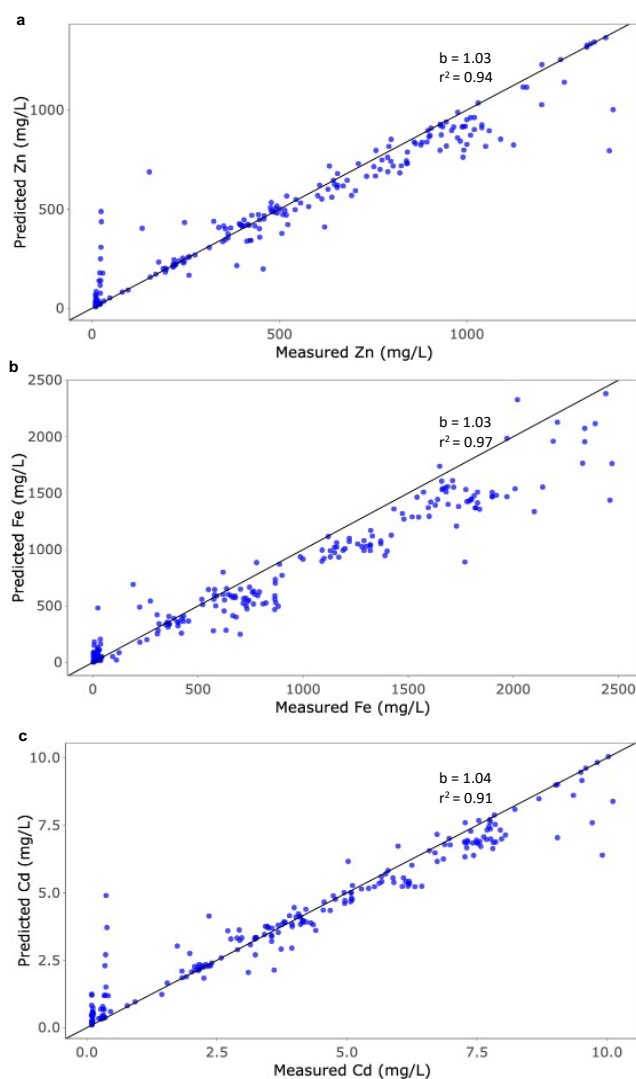 a
b = 1.03
r² = 0.94
Predicted Zn (mg/L)
1000
500
0
0 500 1000
Measured Zn (mg/L)
b
2500
b = 1.03
r² = 0.97
Predicted Fe (mg/L)
2000
1500
1000
500
0
0 500 1000 1500 2000 2500
Measured Fe (mg/L)
c
b = 1.04
r² = 0.91
Predicted Cd (mg/L)
10.0
7.5
5.0
2.5
0.0
0.0 2.5 5.0 7.5 10.0
Measured Cd (mg/L)